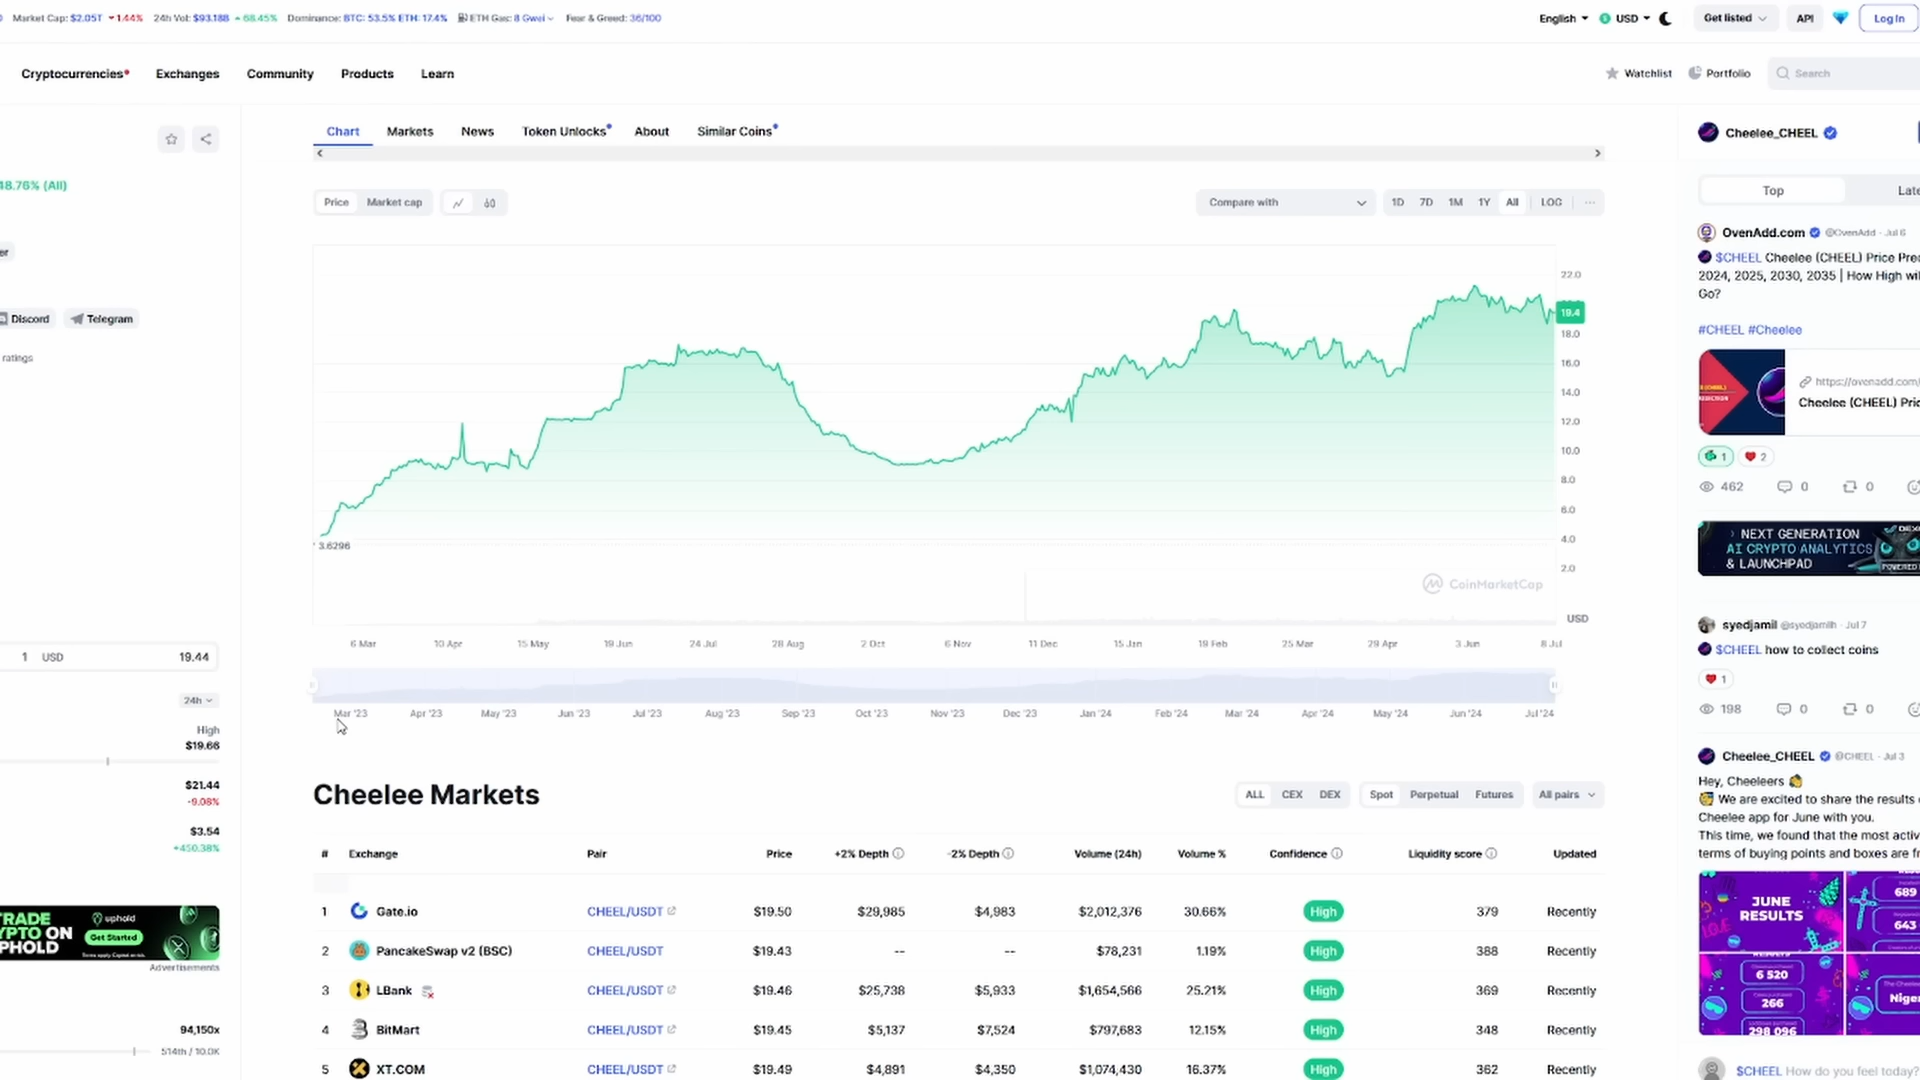 Market Cap: $2.05T 1.44% 24h Vol: $93.18B 68.45% Dominance: BTC: 53.5% ETH: 17.4% ETH Gas: 8 Gwei Fear & Greed: 36/100
English USD Get listed API Log In
Cryptocurrencies Exchanges Community Products Learn
Watchlist Portfolio Search
48.76% (All)
Discord Telegram
ratings
1 USD 19.44
24h
High
$19.66
$21.44
-9.08%
$3.54
+450.38%
TRADE
uphold
Get Started
Terms apply. Capital at risk.
Advertisements
94,150x
514th / 10.0K
Chart Markets News Token Unlocks About Similar Coins
Price Market cap
Compare with 1D 7D 1M 1Y All LOG ...
22.0
19.4
18.0
16.0
14.0
12.0
10.0
8.0
6.0
4.0
2.0
3.6296
CoinMarketCap
USD
6 Mar 10 Apr 15 May 19 Jun 24 Jul 28 Aug 2 Oct 6 Nov 11 Dec 15 Jan 19 Feb 25 Mar 29 Apr 3 Jun 8 Jul
Mar '23 Apr '23 May '23 Jun '23 Jul '23 Aug '23 Sep '23 Oct '23 Nov '23 Dec '23 Jan '24 Feb '24 Mar '24 Apr '24 May '24 Jun '24 Jul '24
Cheelee Markets
ALL CEX DEX Spot Perpetual Futures All pairs
# Exchange Pair Price +2% Depth -2% Depth Volume (24h) Volume % Confidence Liquidity score Updated
1 Gate.io CHEEL/USDT $19.50 $29,985 $4,983 $2,012,376 30.66% High 379 Recently
2 PancakeSwap v2 (BSC) CHEEL/USDT $19.43 -- -- $78,231 1.19% High 388 Recently
3 LBank CHEEL/USDT $19.46 $25,738 $5,933 $1,654,566 25.21% High 369 Recently
4 BitMart CHEEL/USDT $19.45 $5,137 $7,524 $797,683 12.15% High 348 Recently
5 XT.COM CHEEL/USDT $19.49 $4,891 $4,350 $1,074,430 16.37% High 362 Recently
Cheelee_CHEEL
Top
OvenAdd.com @OvenAdd · Jul 6
$CHEEL Cheelee (CHEEL) Price
2024, 2025, 2030, 2035 | How High
Go?
#CHEEL #Cheelee
https://ovenadd.com/
Cheelee (CHEEL)
1 2
462 0 0
NEXT GENERATION
AI CRYPTO ANALYTICS
& LAUNCHPAD
POWERED
syedjamil @syedjamilh · Jul 7
$CHEEL how to collect coins
1
198 0 0
Cheelee_CHEEL @CHEEL · Jul 3
Hey, Cheeleers
We are excited to share the results
Cheelee app for June with you.
This time, we found that the most
terms of buying points and boxes are
JUNE
RESULTS
689
643
6 520
266
298 096
$CHEEL How do you feel today?